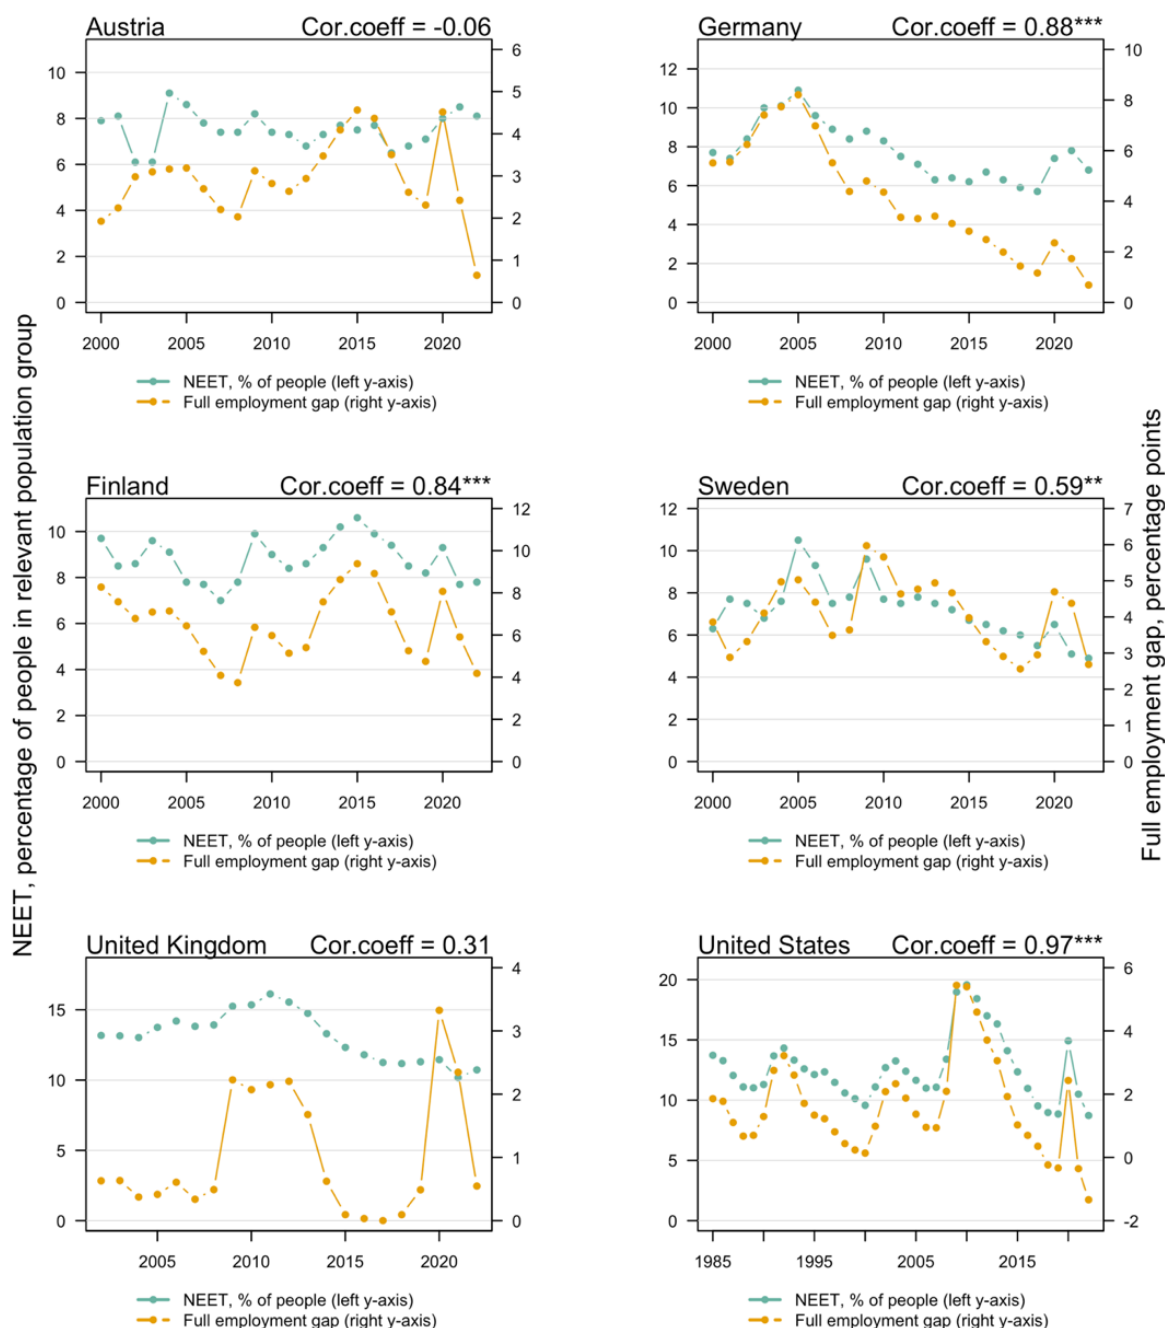 NEET, percentage of people in relevant population group
Full employment gap, percentage points
Austria Cor.coeff = -0.06
0 2 4 6 8 10
0 1 2 3 4 5 6
2000 2005 2010 2015 2020
NEET, % of people (left y-axis)
Full employment gap (right y-axis)
Germany Cor.coeff = 0.88***
0 2 4 6 8 10 12
0 2 4 6 8 10
2000 2005 2010 2015 2020
NEET, % of people (left y-axis)
Full employment gap (right y-axis)
Finland Cor.coeff = 0.84***
0 2 4 6 8 10
0 2 4 6 8 10 12
2000 2005 2010 2015 2020
NEET, % of people (left y-axis)
Full employment gap (right y-axis)
Sweden Cor.coeff = 0.59**
0 2 4 6 8 10 12
0 1 2 3 4 5 6 7
2000 2005 2010 2015 2020
NEET, % of people (left y-axis)
Full employment gap (right y-axis)
United Kingdom Cor.coeff = 0.31
0 5 10 15
0 1 2 3 4
2005 2010 2015 2020
NEET, % of people (left y-axis)
Full employment gap (right y-axis)
United States Cor.coeff = 0.97***
0 5 10 15 20
-2 0 2 4 6
1985 1995 2005 2015
NEET, % of people (left y-axis)
Full employment gap (right y-axis)